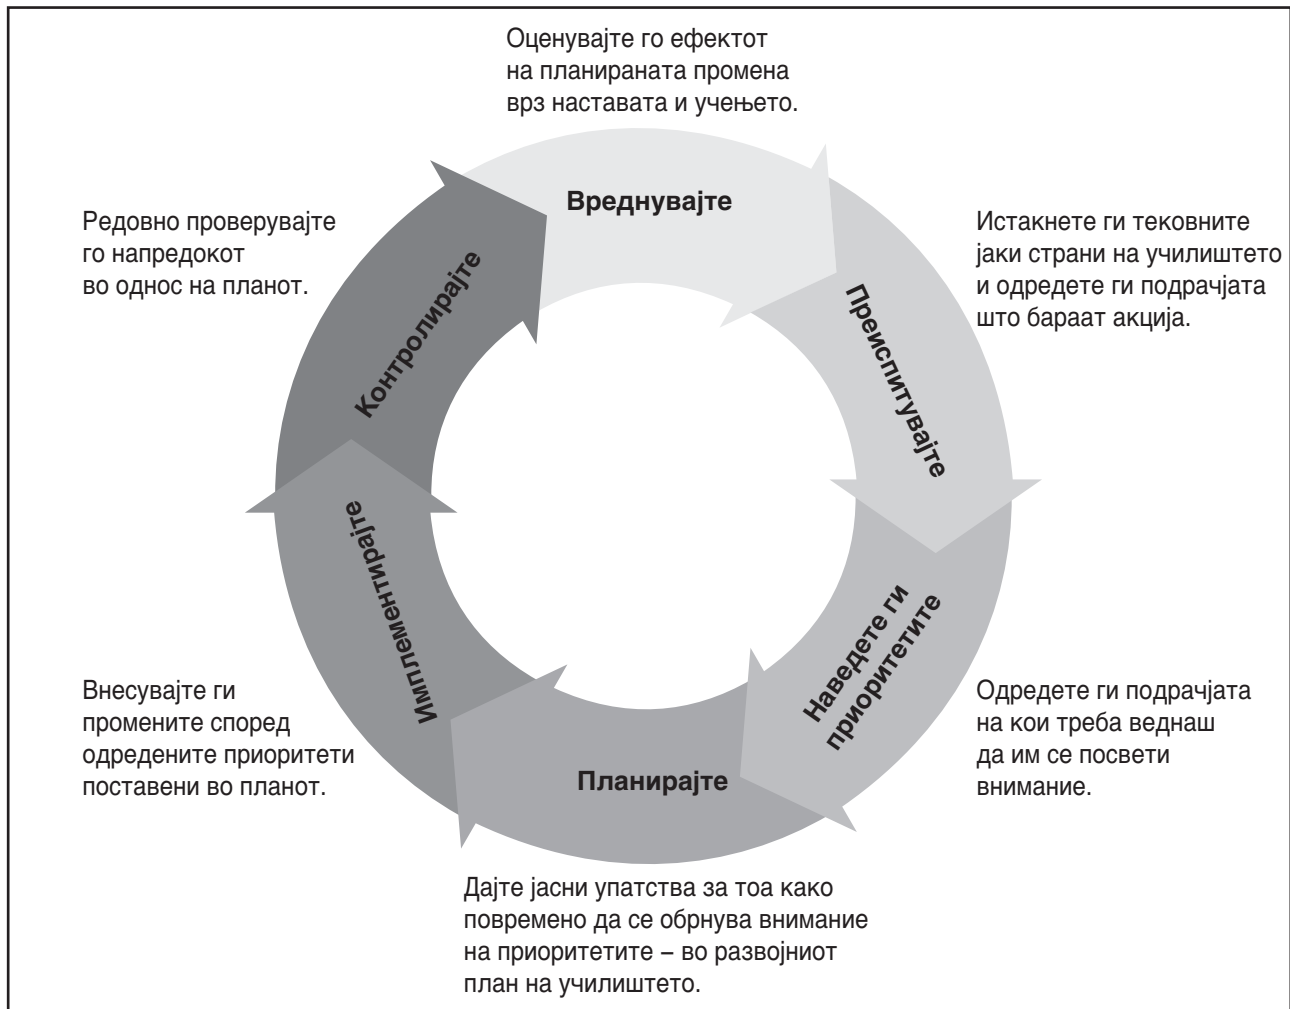 Оценувајте го ефектот
на планираната промена
врз наставата и учењето.
Вреднувајте
Истакнете ги тековните
јаки страни на училиштето
и одредете ги подрачјата
што бараат акција.
Преиспитувајте
Одредете ги подрачјата
на кои треба веднаш
да им се посвети
внимание.
Наведете ги
приоритетите
Планирајте
Дајте јасни упатства за тоа како
повремено да се обрнува внимание
на приоритетите – во развојниот
план на училиштето.
Имплементирајте
Внесувајте ги
промените според
одредените приоритети
поставени во планот.
Контролирајте
Редовно проверувајте
го напредокот
во однос на планот.